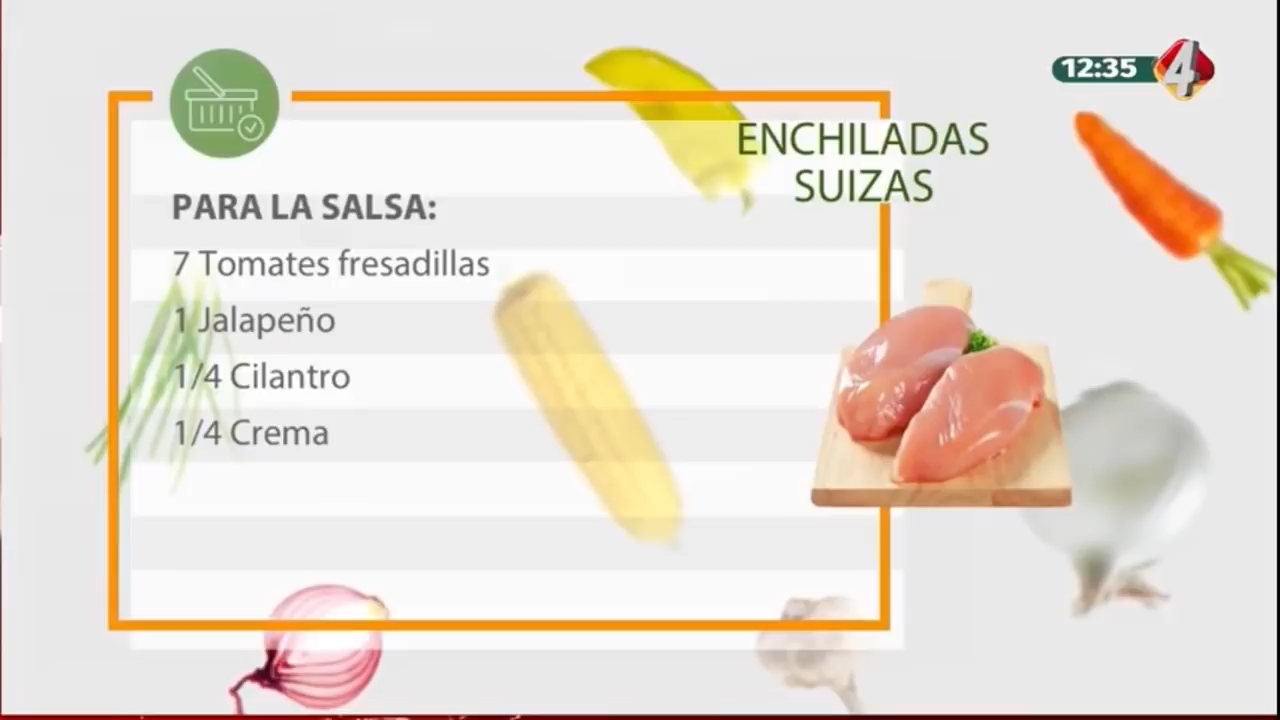 12:35 4
ENCHILADAS
SUIZAS
PARA LA SALSA:
7 Tomates fresadillas
1 Jalapeño
1/4 Cilantro
1/4 Crema